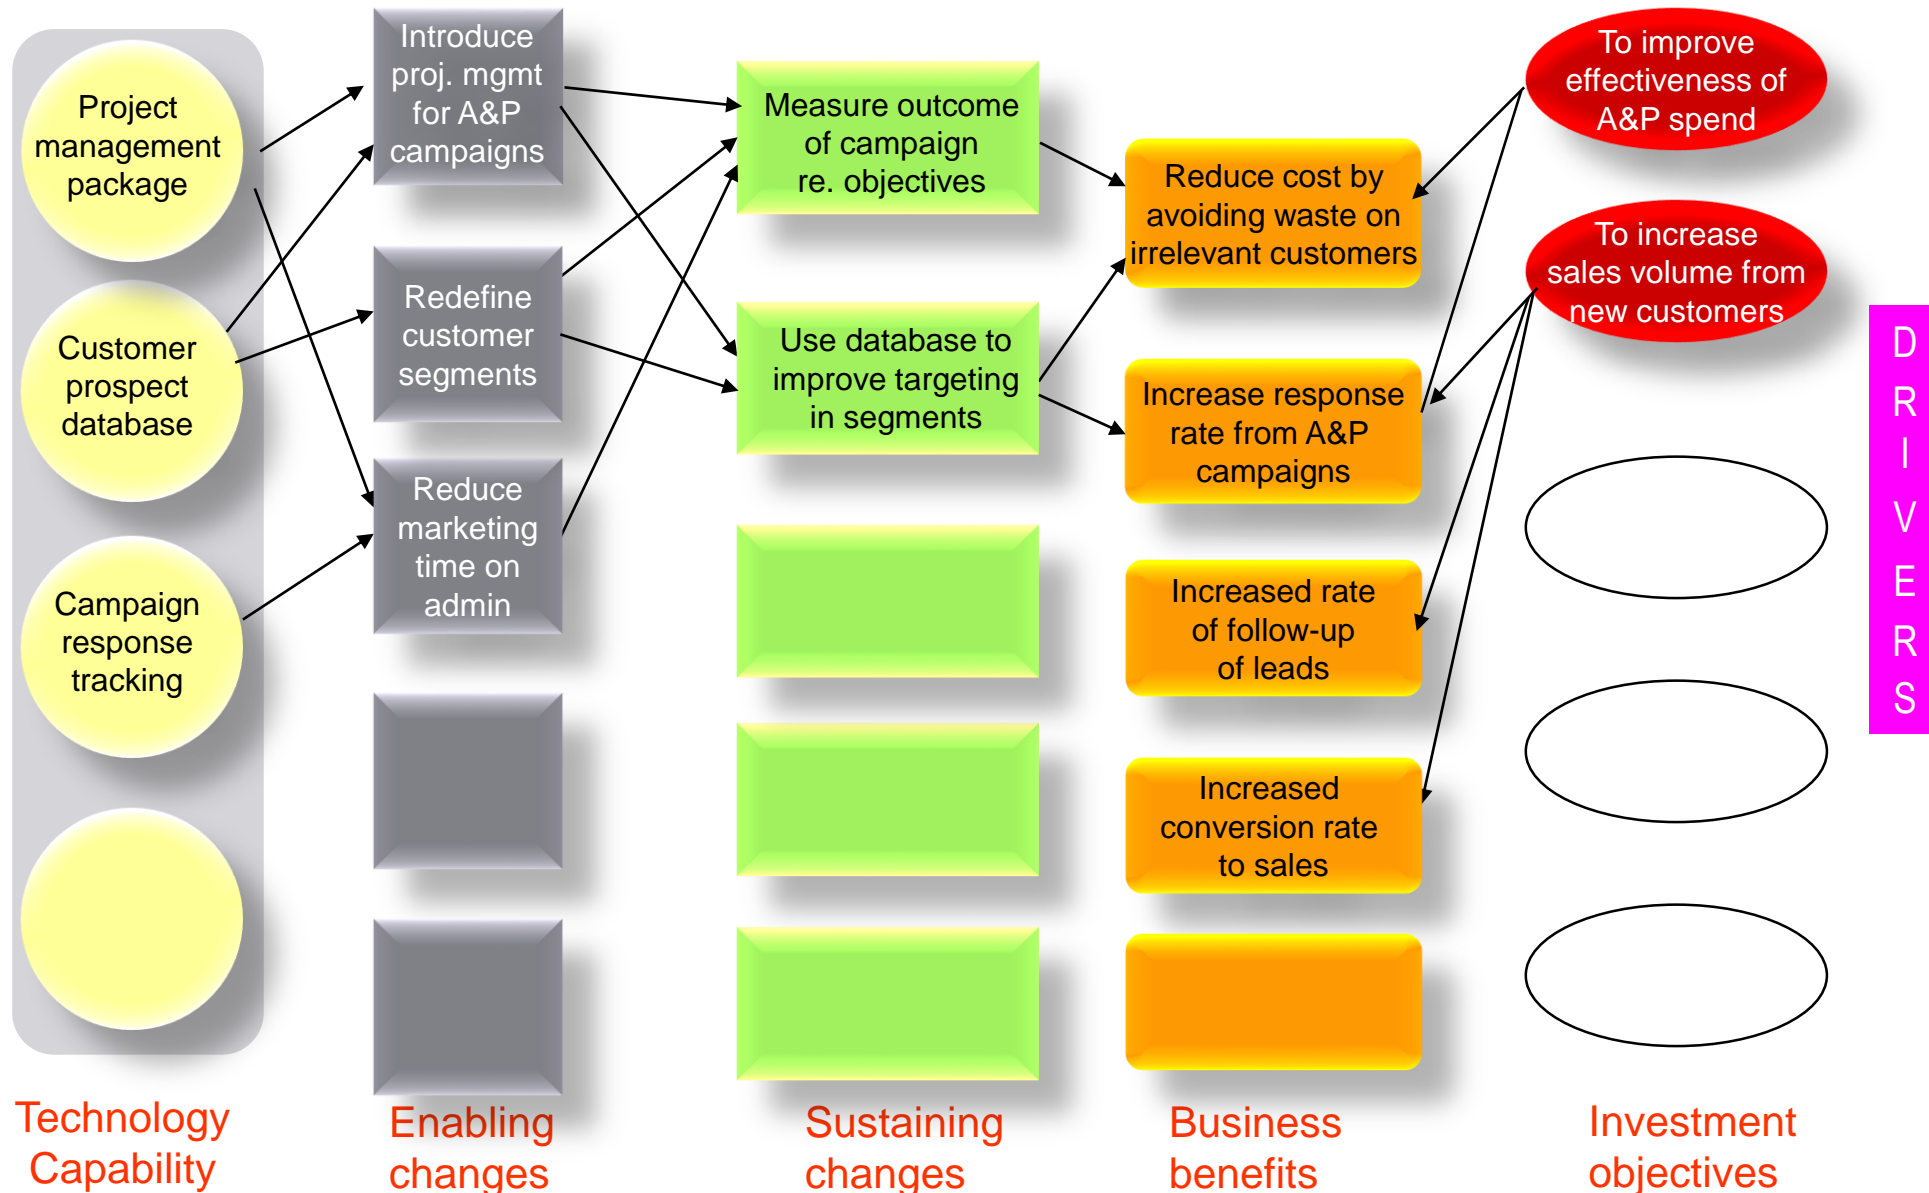 Project
management
package
Customer
prospect
database
Campaign
response
tracking
Technology
Capability
Introduce
proj. mgmt
for A&P
campaigns
Redefine
customer
segments
Reduce
marketing
time on
admin
Enabling
changes
Measure outcome
of campaign
re. objectives
Use database to
improve targeting
in segments
Sustaining
changes
Reduce cost by
avoiding waste on
irrelevant customers
Increase response
rate from A&P
campaigns
Increased rate
of follow-up
of leads
Increased
conversion rate
to sales
Business
benefits
To improve
effectiveness of
A&P spend
To increase
sales volume from
new customers
Investment
objectives
D
R
I
V
E
R
S